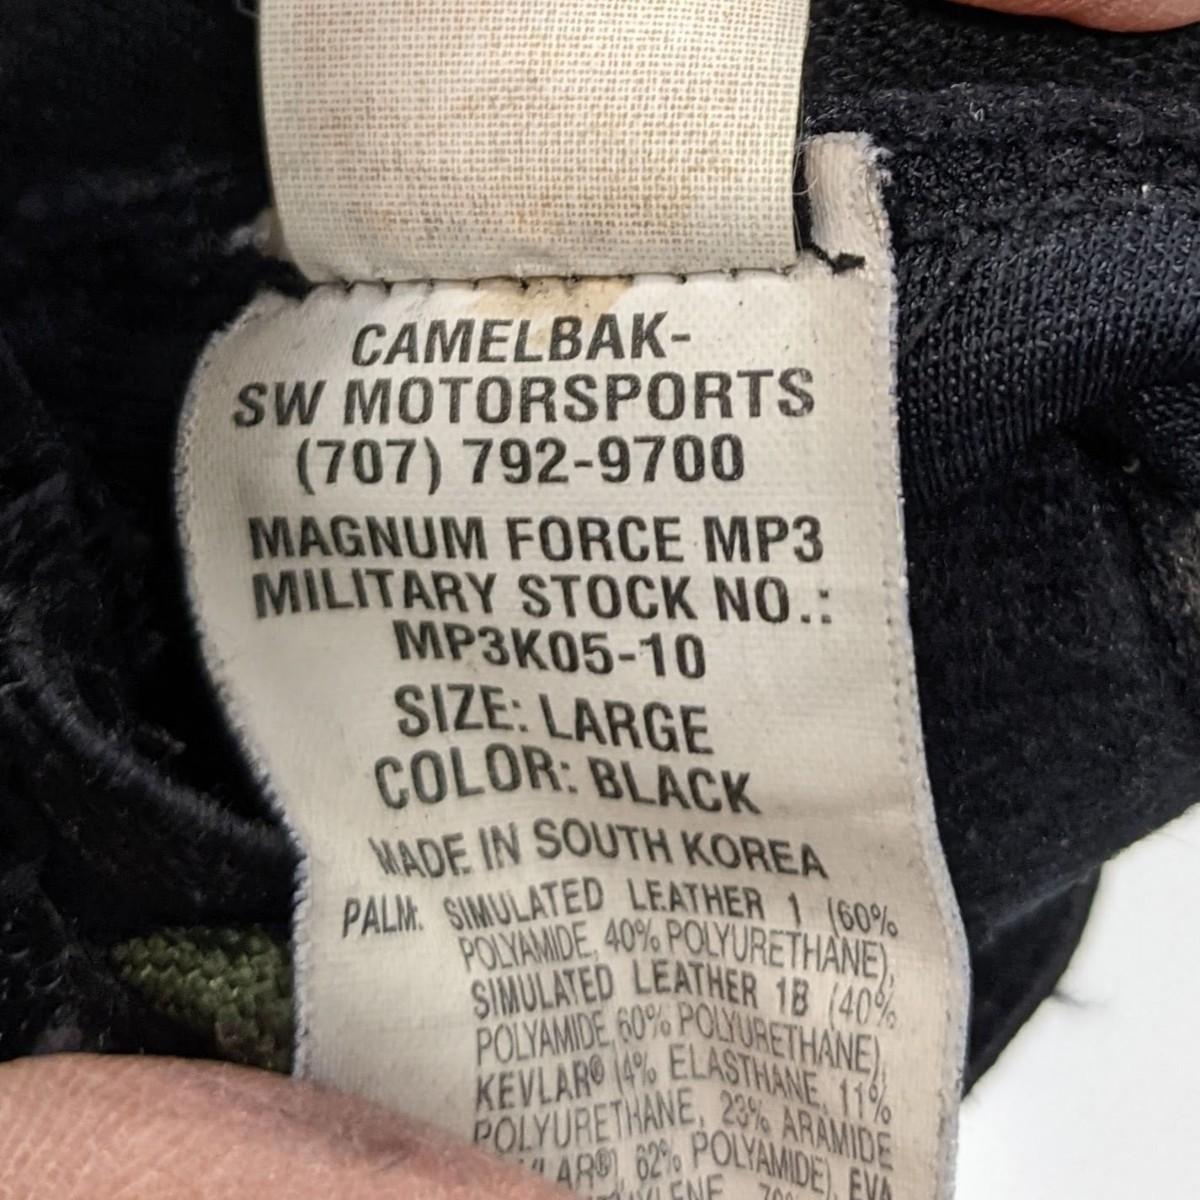 CAMELBAK-
SW MOTORSPORTS
(707) 792-9700
MAGNUM FORCE MP3
MILITARY STOCK NO.:
MP3K05-10
SIZE: LARGE
COLOR: BLACK
MADE IN SOUTH KOREA
PALM: SIMULATED LEATHER 1 (60%
POLYAMIDE, 40% POLYURETHANE),
SIMULATED LEATHER 1B (40%
POLYAMIDE, 60% POLYURETHANE),
KEVLAR® (4% ELASTHANE, 11%
POLYURETHANE, 23% ARAMIDE
62% POLYAMIDE), EVA